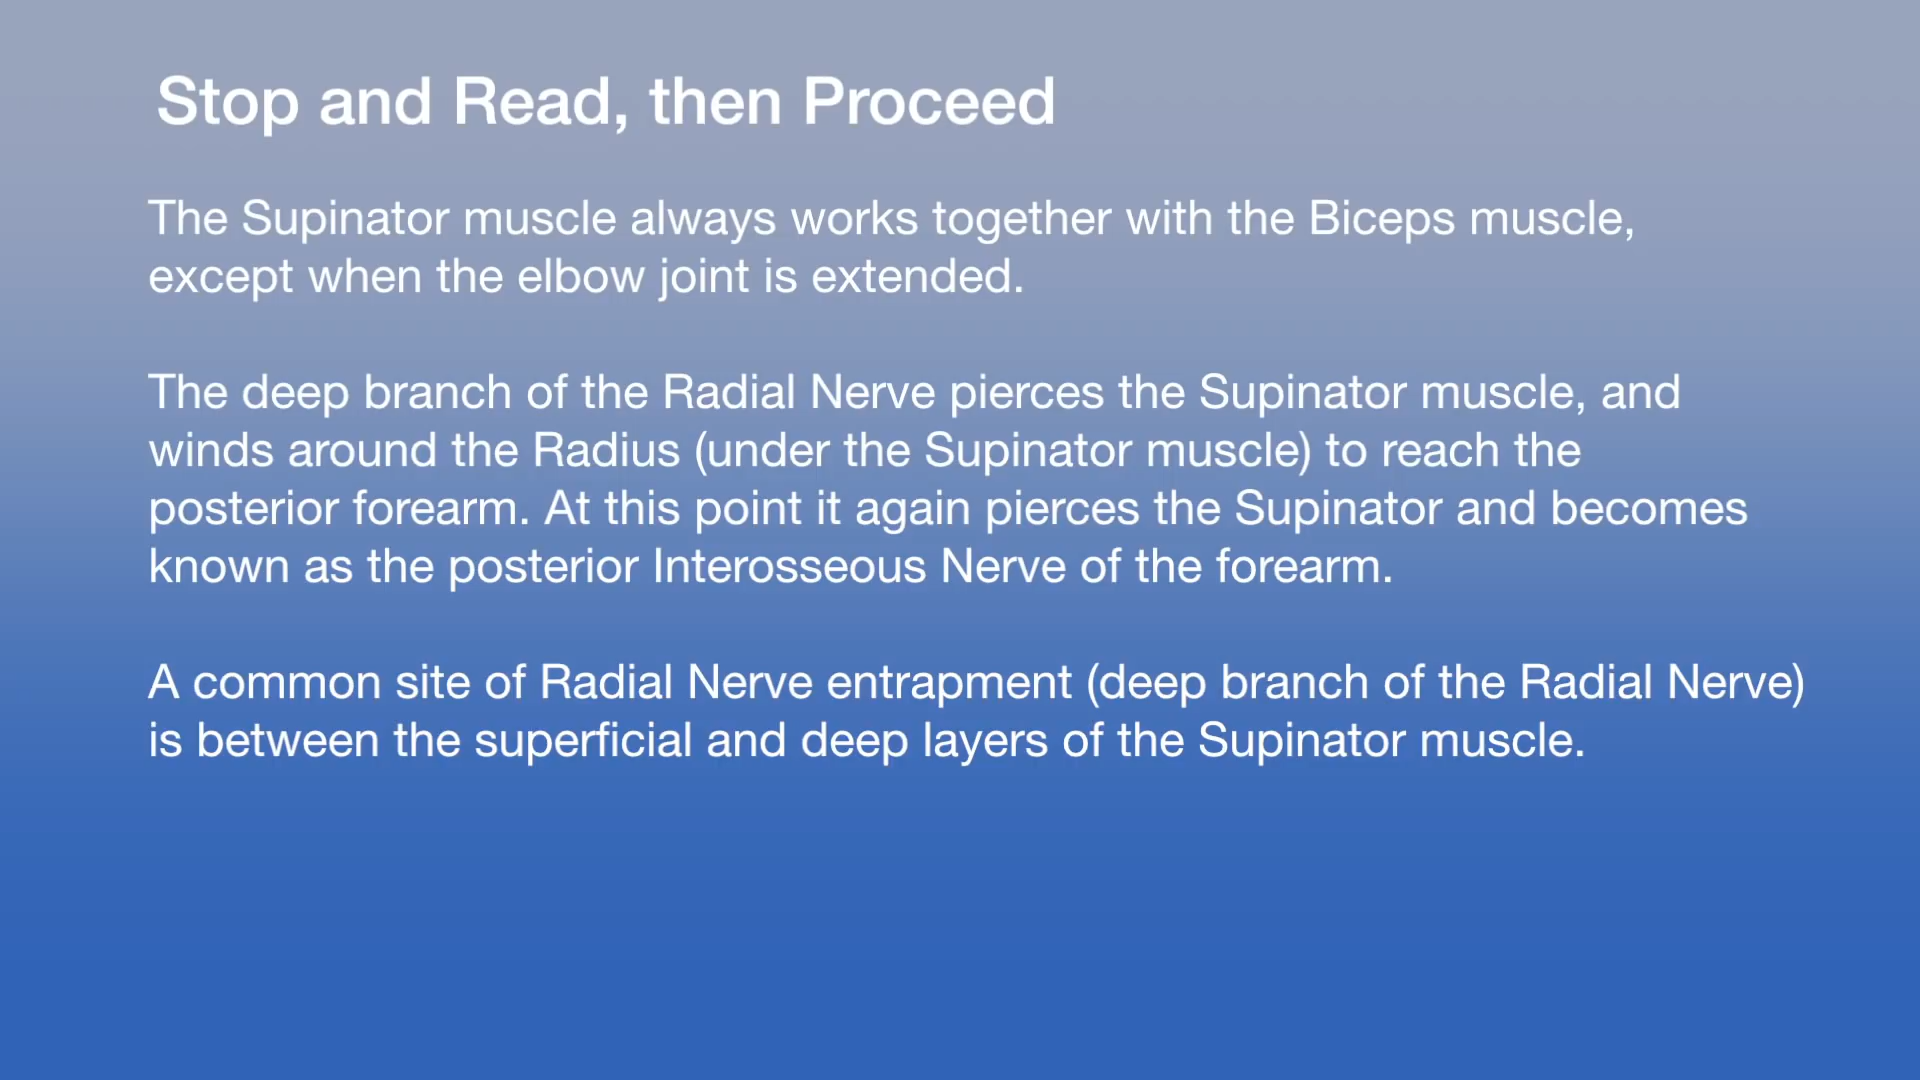 Stop and Read, then Proceed
The Supinator muscle always works together with the Biceps muscle,
except when the elbow joint is extended.
The deep branch of the Radial Nerve pierces the Supinator muscle, and
winds around the Radius (under the Supinator muscle) to reach the
posterior forearm. At this point it again pierces the Supinator and becomes
known as the posterior Interosseous Nerve of the forearm.
A common site of Radial Nerve entrapment (deep branch of the Radial Nerve)
is between the superficial and deep layers of the Supinator muscle.